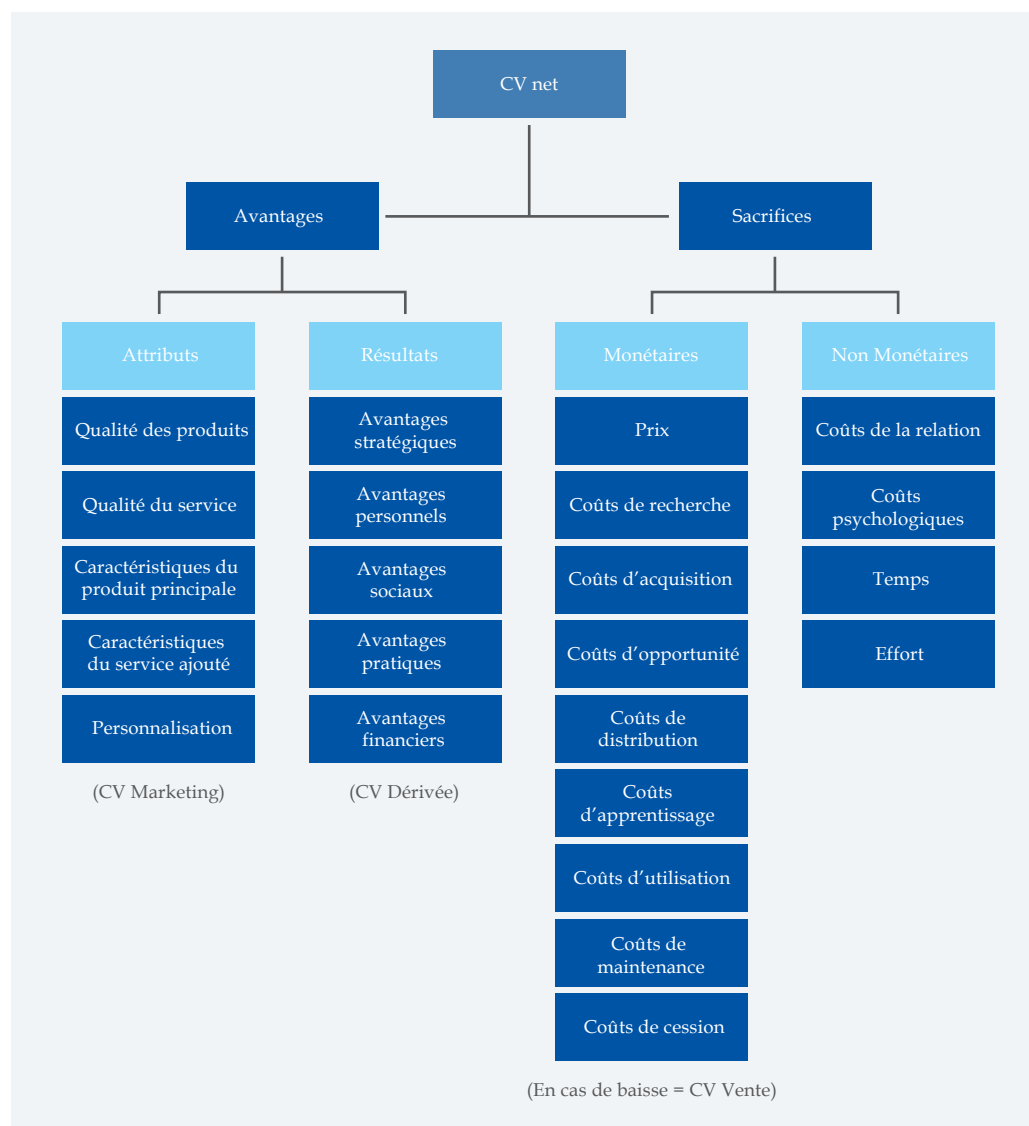 CV net
Avantages
Sacrifices
Attributs
Résultats
Monétaires
Non Monétaires
Qualité des produits
Qualité du service
Caractéristiques du
produit principale
Caractéristiques
du service ajouté
Personnalisation
(CV Marketing)
Avantages
stratégiques
Avantages
personnels
Avantages
sociaux
Avantages
pratiques
Avantages
financiers
(CV Dérivée)
Prix
Coûts de recherche
Coûts d’acquisition
Coûts d’opportunité
Coûts de
distribution
Coûts
d’apprentissage
Coûts d’utilisation
Coûts de
maintenance
Coûts de cession
(En cas de baisse = CV Vente)
Coûts de la relation
Coûts
psychologiques
Temps
Effort